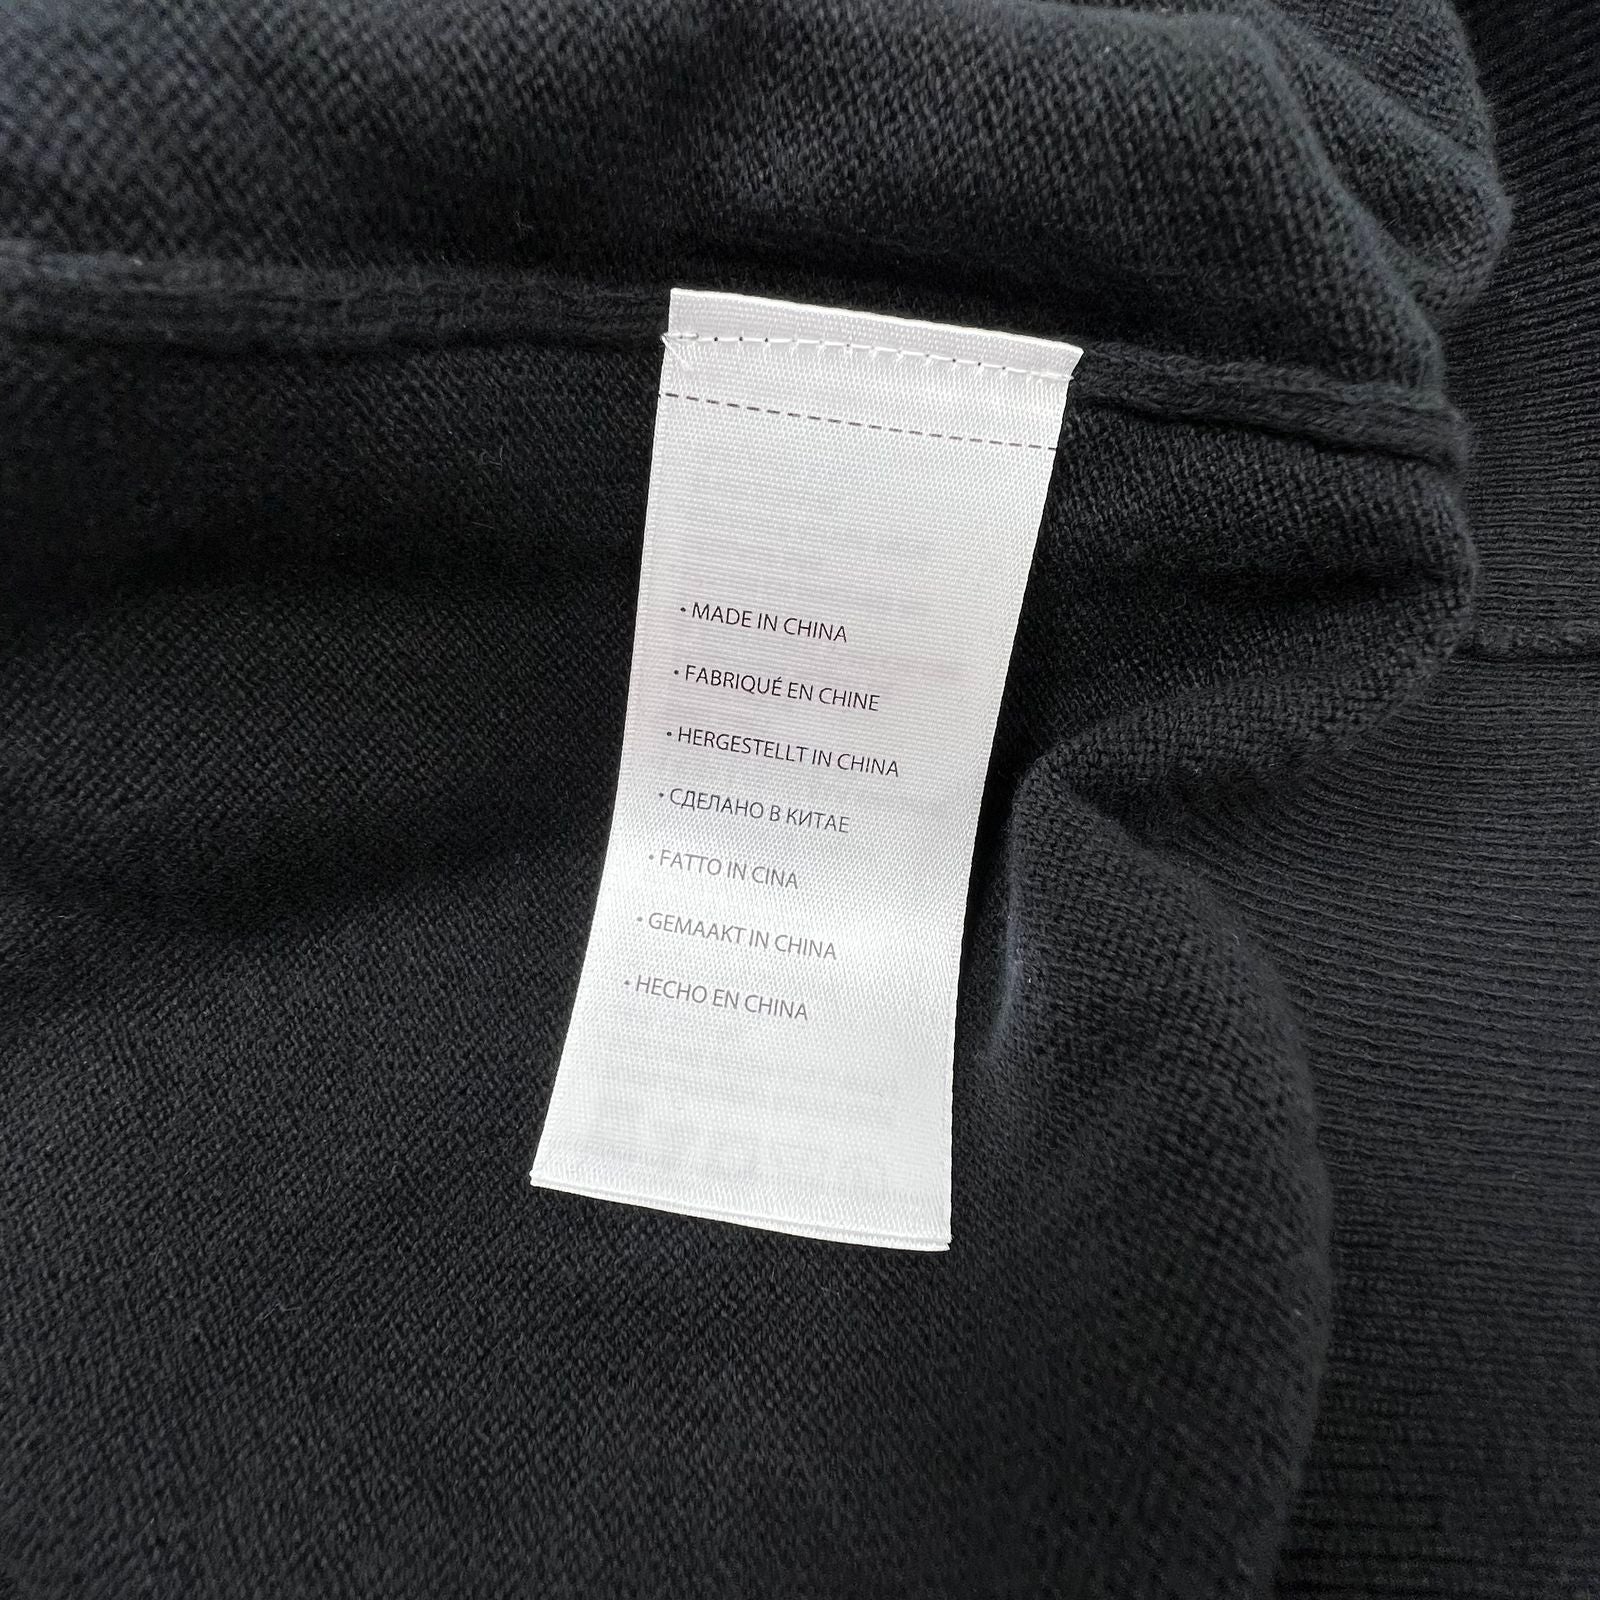 • MADE IN CHINA
• FABRIQUÉ EN CHINE
• HERGESTELLT IN CHINA
• СДЕЛАНО В КИТАЕ
• FATTO IN CINA
• GEMAAKT IN CHINA
• HECHO EN CHINA